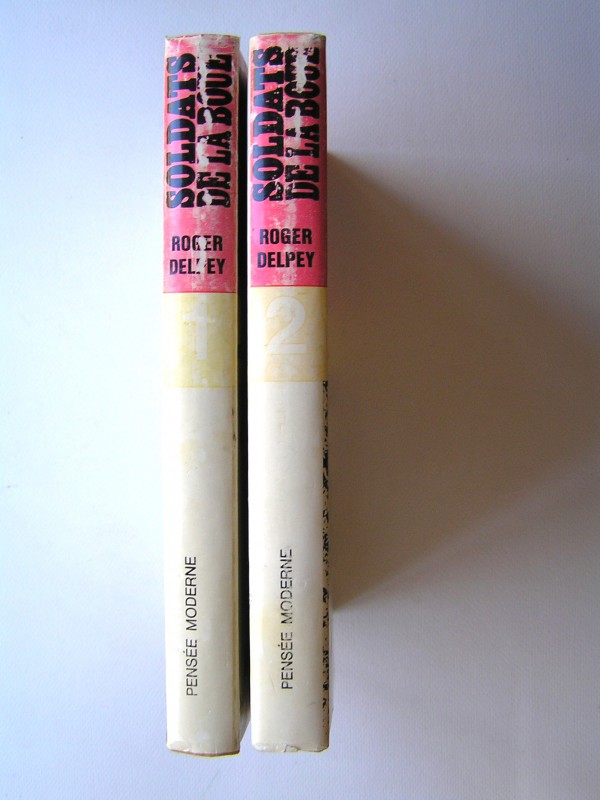 SOLDATS
DE LA BOUE
ROGER
DELPEY
1
PENSÉE MODERNE
SOLDATS
DE LA BOUE
ROGER
DELPEY
2
PENSÉE MODERNE